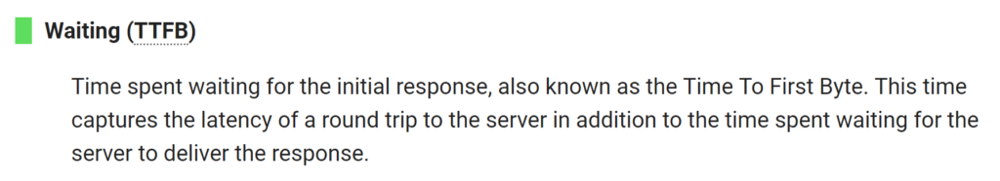 Waiting (TTFB)
Time spent waiting for the initial response, also known as the Time To First Byte. This time
captures the latency of a round trip to the server in addition to the time spent waiting for the
server to deliver the response.